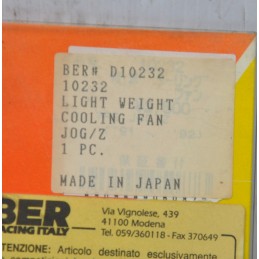 BER# D10232
10232
LIGHT WEIGHT
COOLING FAN
JOG/Z
1 PC.
MADE IN JAPAN
BER
RACING ITALY
Via Vignolese, 439
41100 Modena
Tel. 059/360118 - Fax 370649
TENZIONE: Articolo destinato esclusivamente